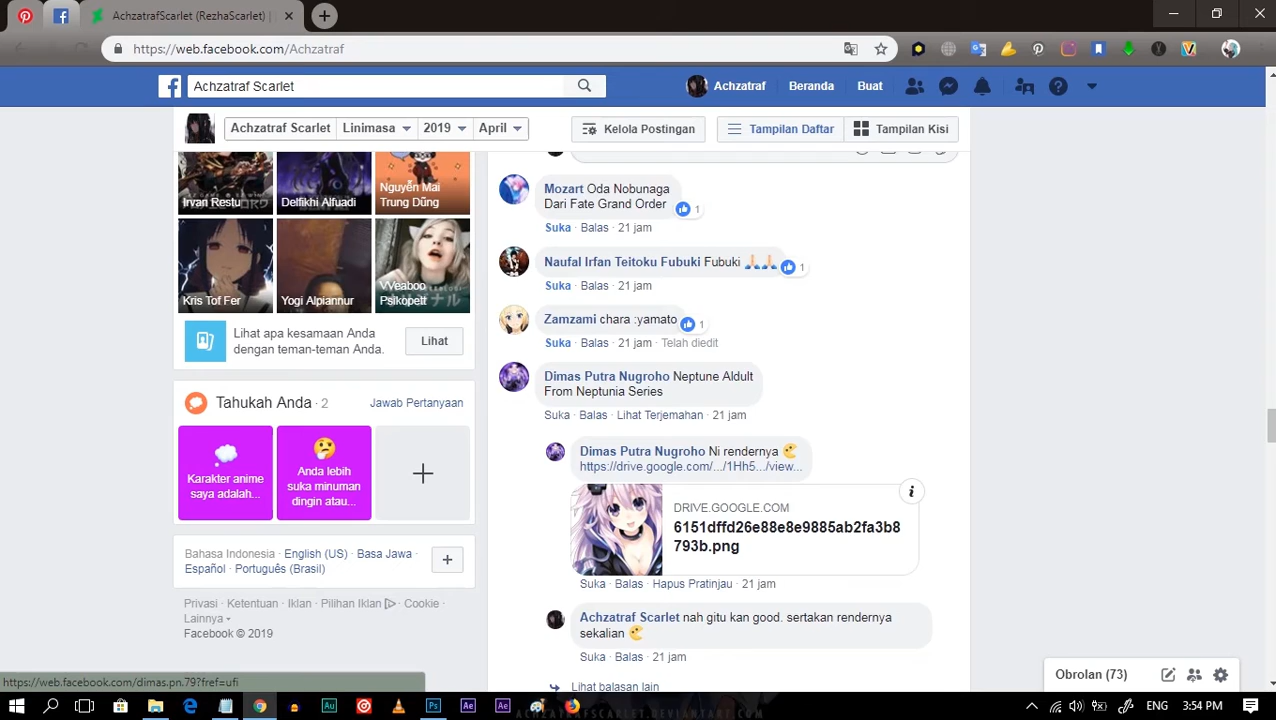 AchzatrafScarlet (RezhaScarlet) |
https://web.facebook.com/Achzatraf
Achzatraf Scarlet
Achzatraf
Beranda
Buat
Achzatraf Scarlet
Linimasa
2019
April
Kelola Postingan
Tampilan Daftar
Tampilan Kisi
Irvan Restu
Delfikhi Alfuadi
Nguyễn Mai
Trung Dũng
Kris Tof Fer
Yogi Alpiannur
Weaboo
Psikopett
Lihat apa kesamaan Anda
dengan teman-teman Anda.
Lihat
Tahukah Anda · 2
Jawab Pertanyaan
Karakter anime
saya adalah...
Anda lebih
suka minuman
dingin atau...
Bahasa Indonesia · English (US) · Basa Jawa ·
Español · Português (Brasil)
Privasi · Ketentuan · Iklan · Pilihan Iklan · Cookie ·
Lainnya
Facebook © 2019
Mozart Oda Nobunaga
Dari Fate Grand Order
1
Suka · Balas · 21 jam
Naufal Irfan Teitoku Fubuki Fubuki 🙏🙏
1
Suka · Balas · 21 jam
Zamzami chara :yamato
1
Suka · Balas · 21 jam · Telah diedit
Dimas Putra Nugroho Neptune Aldult
From Neptunia Series
Suka · Balas · Lihat Terjemahan · 21 jam
Dimas Putra Nugroho Ni rendernya
https://drive.google.com/.../1Hh5.../view...
DRIVE.GOOGLE.COM
6151dffd26e88e8e9885ab2fa3b8
793b.png
Suka · Balas · Hapus Pratinjau · 21 jam
Achzatraf Scarlet nah gitu kan good. sertakan rendernya
sekalian
Suka · Balas · 21 jam
Lihat balasan lain
Obrolan (73)
https://web.facebook.com/dimas.pn.79?fref=ufi
Au
Ps
Ae
Ae
ENG
3:54 PM
ACHZATRAFSCARLET.DEVIANTART.COM